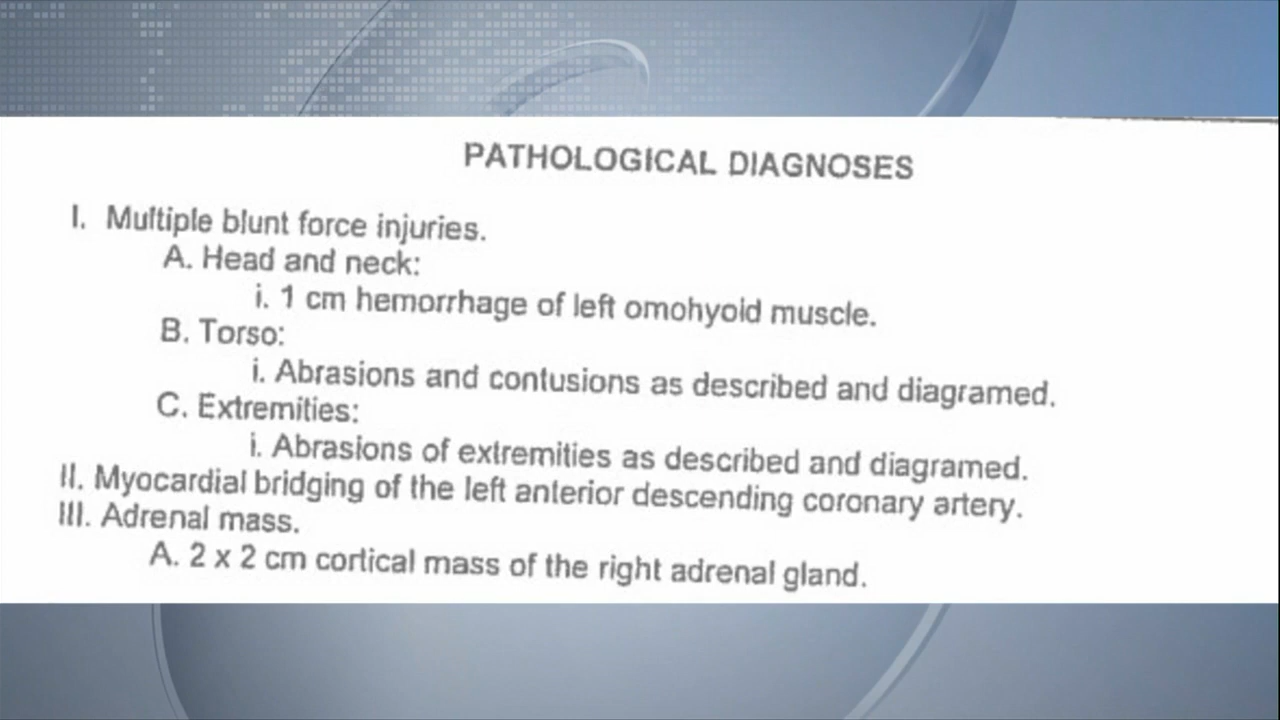 PATHOLOGICAL DIAGNOSES
I. Multiple blunt force injuries.
A. Head and neck:
i. 1 cm hemorrhage of left omohyoid muscle.
B. Torso:
i. Abrasions and contusions as described and diagramed.
C. Extremities:
i. Abrasions of extremities as described and diagramed.
II. Myocardial bridging of the left anterior descending coronary artery.
III. Adrenal mass.
A. 2 x 2 cm cortical mass of the right adrenal gland.